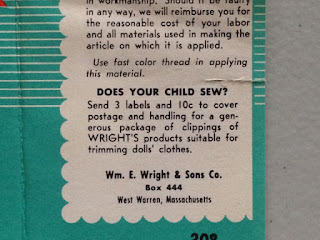 in workmanship. Should it be faulty
in any way, we will reimburse you for
the reasonable cost of your labor
and all materials used in making the
article on which it is applied.
Use fast color thread in applying
this material.
DOES YOUR CHILD SEW?
Send 3 labels and 10c to cover
postage and handling for a gen-
erous package of clippings of
WRIGHT'S products suitable for
trimming dolls' clothes.
Wm. E. Wright & Sons Co.
Box 444
West Warren, Massachusetts